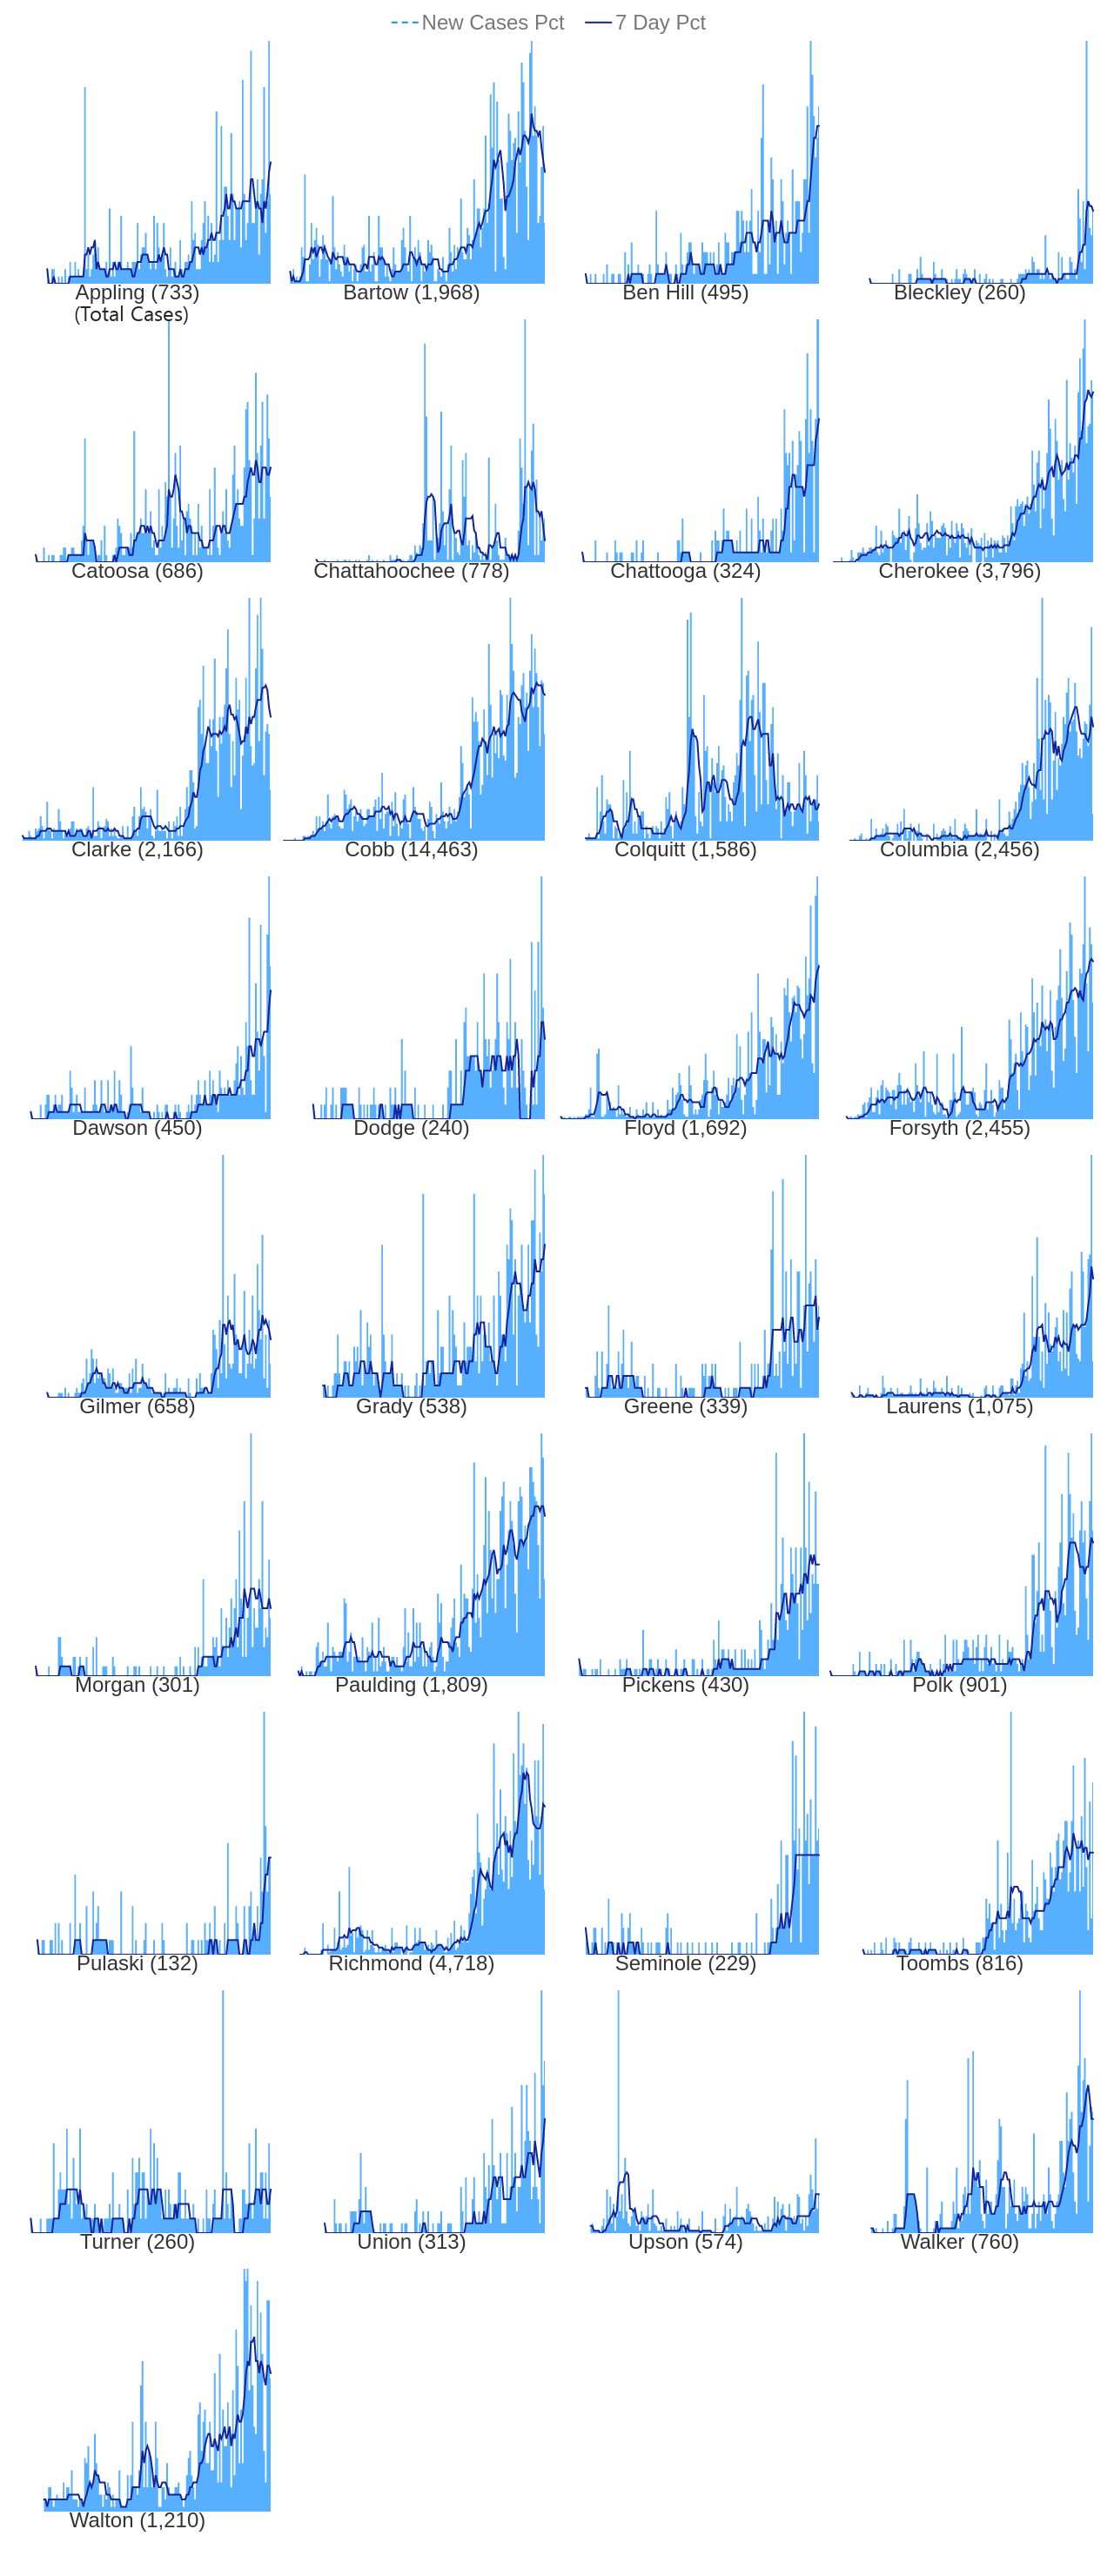 New Cases Pct 7 Day Pct
Appling (733) Bartow (1,968) Ben Hill (495) Bleckley (260)
(Total Cases)
Catoosa (686) Chattahoochee (778) Chattooga (324) Cherokee (3,796)
Clarke (2,166) Cobb (14,463) Colquitt (1,586) Columbia (2,456)
Dawson (450) Dodge (240) Floyd (1,692) Forsyth (2,455)
Gilmer (658) Grady (538) Greene (339) Laurens (1,075)
Morgan (301) Paulding (1,809) Pickens (430) Polk (901)
Pulaski (132) Richmond (4,718) Seminole (229) Toombs (816)
Turner (260) Union (313) Upson (574) Walker (760)
Walton (1,210)